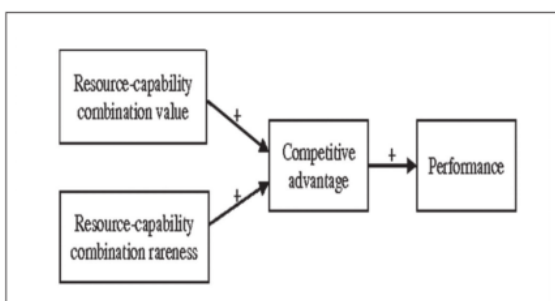 Resource-capability
combination value
+
Competitive
advantage
+
Performance
+
Resource-capability
combination rareness